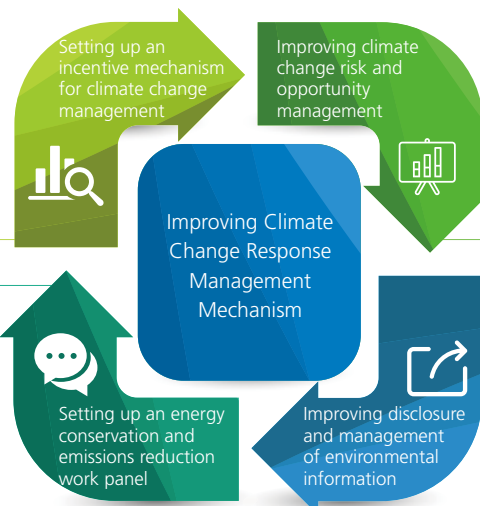 Setting up an
incentive mechanism
for climate change
management
Improving climate
change risk and
opportunity
management
Improving Climate
Change Response
Management
Mechanism
Setting up an energy
conservation and
emissions reduction
work panel
Improving disclosure
and management
of environmental
information